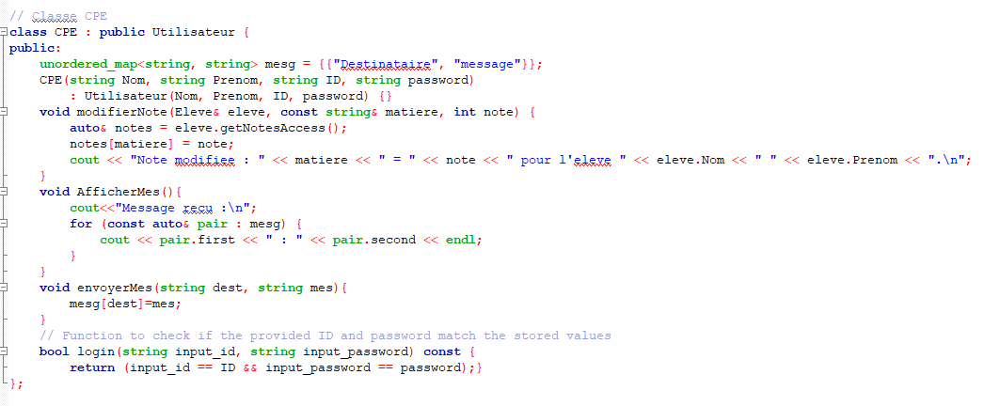 // Classe CPE
class CPE : public Utilisateur {
public:
    unordered_map<string, string> mesg = {{"Destinataire", "message"}};
    CPE(string Nom, string Prenom, string ID, string password)
        : Utilisateur(Nom, Prenom, ID, password) {}
    void modifierNote(Eleve& eleve, const string& matiere, int note) {
        auto& notes = eleve.getNotesAccess();
        notes[matiere] = note;
        cout << "Note modifiee : " << matiere << " = " << note << " pour l'eleve " << eleve.Nom << " " << eleve.Prenom << ".\n";
    }
    void AfficherMes(){
        cout<<"Message reçu :\n";
        for (const auto& pair : mesg) {
            cout << pair.first << " : " << pair.second << endl;
        }
    }
    void envoyerMes(string dest, string mes){
        mesg[dest]=mes;
    }
    // Function to check if the provided ID and password match the stored values
    bool login(string input_id, string input_password) const {
        return (input_id == ID && input_password == password);}
};